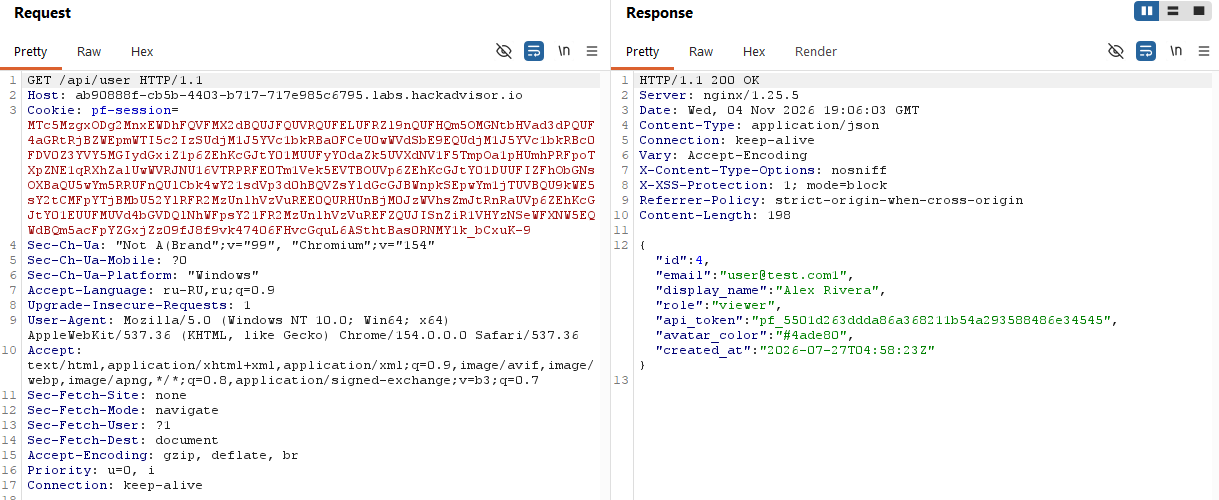 Request
Pretty Raw Hex
\n
1 GET /api/user HTTP/1.1
2 Host: ab90888f-cb5b-4403-b717-717e985c6795.labs.hackadvisor.io
3 Cookie: pf-session=
4 Sec-Ch-Ua: "Not A(Brand";v="99", "Chromium";v="154"
5 Sec-Ch-Ua-Mobile: ?0
6 Sec-Ch-Ua-Platform: "Windows"
7 Accept-Language: ru-RU,ru;q=0.9
8 Upgrade-Insecure-Requests: 1
9 User-Agent: Mozilla/5.0 (Windows NT 10.0; Win64; x64)
AppleWebKit/537.36 (KHTML, like Gecko) Chrome/154.0.0.0 Safari/537.36
10 Accept:
text/html,application/xhtml+xml,application/xml;q=0.9,image/avif,image/
webp,image/apng,*/*;q=0.8,application/signed-exchange;v=b3;q=0.7
11 Sec-Fetch-Site: none
12 Sec-Fetch-Mode: navigate
13 Sec-Fetch-User: ?1
14 Sec-Fetch-Dest: document
15 Accept-Encoding: gzip, deflate, br
16 Priority: u=0, i
17 Connection: keep-alive
Response
Pretty Raw Hex Render
\n
1 HTTP/1.1 200 OK
2 Server: nginx/1.25.5
3 Date: Wed, 04 Nov 2026 19:06:03 GMT
4 Content-Type: application/json
5 Connection: keep-alive
6 Vary: Accept-Encoding
7 X-Content-Type-Options: nosniff
8 X-XSS-Protection: 1; mode=block
9 Referrer-Policy: strict-origin-when-cross-origin
10 Content-Length: 198
11
12 {
"id":4,
"email":"user@test.com1",
"display_name":"Alex Rivera",
"role":"viewer",
"api_token":"pf_5501d263ddda86a368211b54a293588486e34545",
"avatar_color":"#4ade80",
"created_at":"2026-07-27T04:58:23Z"
}
13